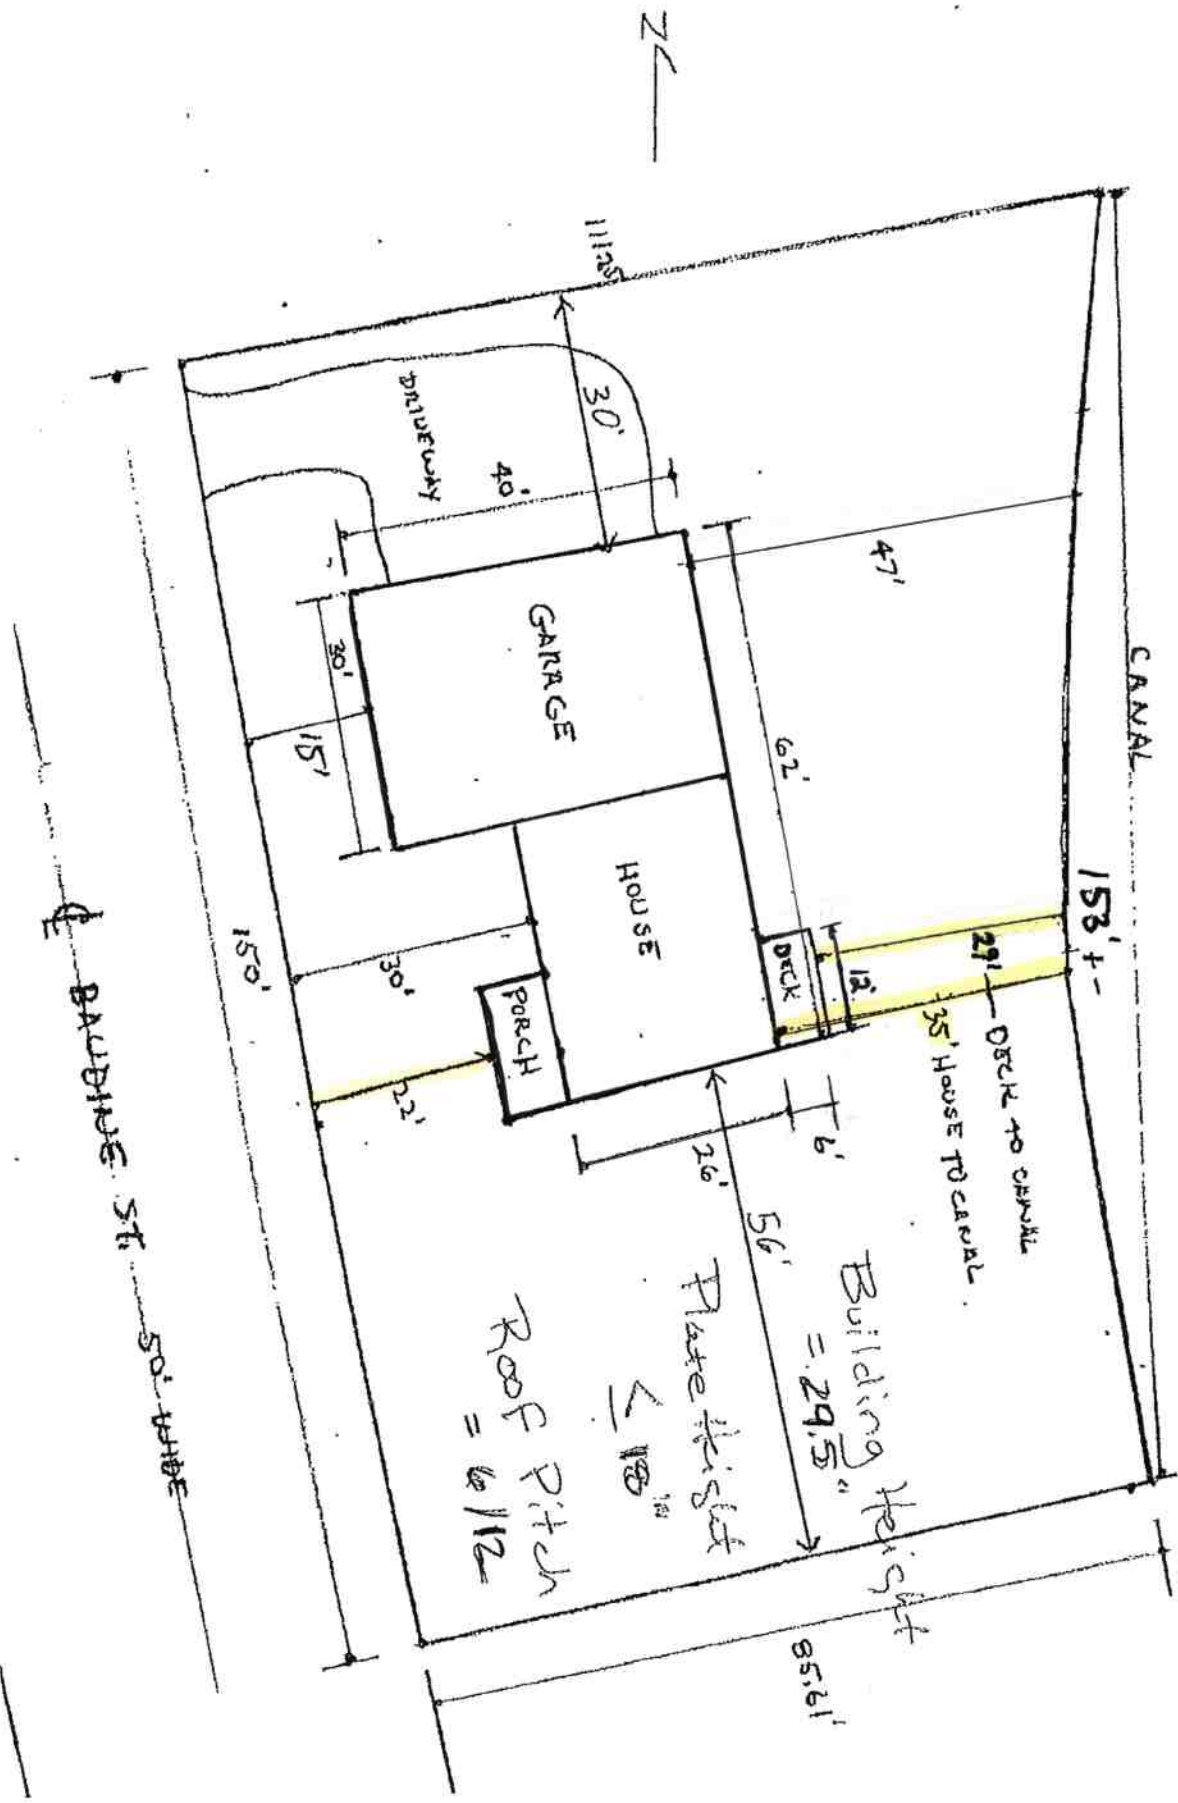 N
CANAL
158' +-
111.25'
30'
DRIVEWAY
40'
47'
GARAGE
30'
15'
62'
HOUSE
DECK
12'
29' DECK TO CANAL
35' HOUSE TO CANAL
6'
26'
56'
PORCH
30'
22'
150'
85.61'
Building Height
= 29.5"
Plate Height
≤ 18'
Roof Pitch
= 6/12
℄ BAUDINE ST. 50' WIDE